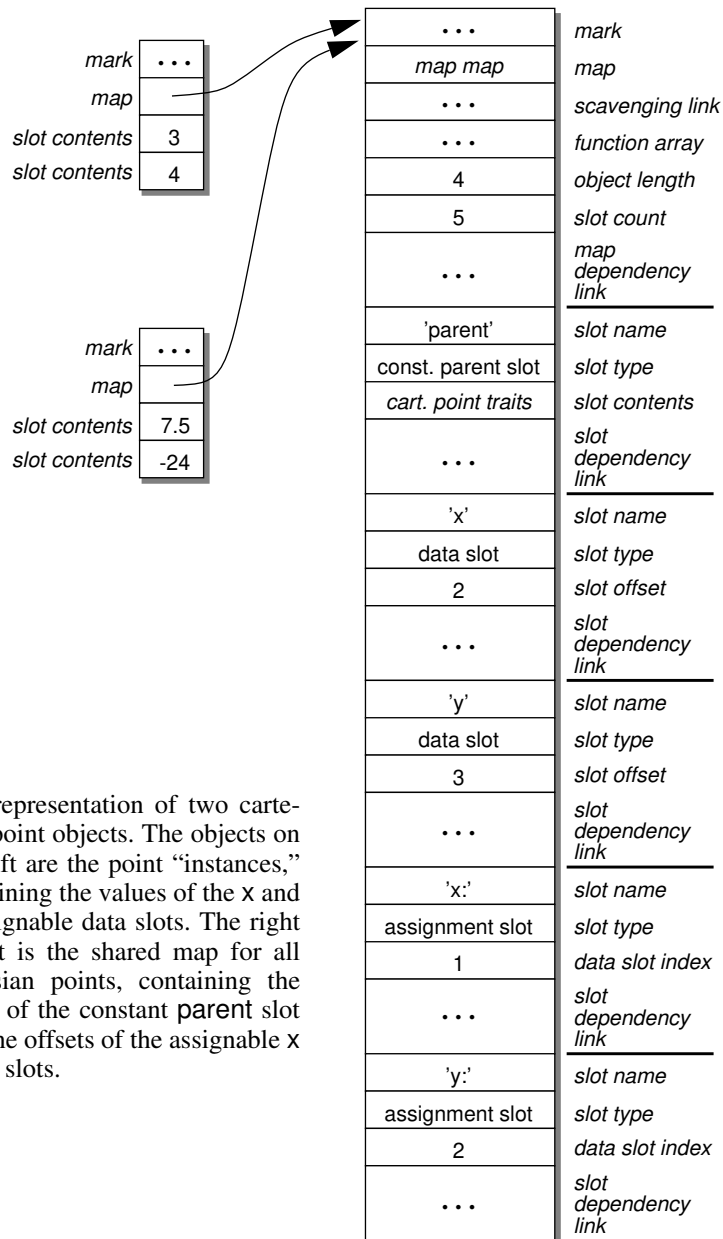 mark • • •
map
slot contents 3
slot contents 4
mark • • •
map
slot contents 7.5
slot contents -24
• • • mark
map map map
• • • scavenging link
• • • function array
4 object length
5 slot count
• • • map dependency link
’parent’ slot name
const. parent slot slot type
cart. point traits slot contents
• • • slot dependency link
’x’ slot name
data slot slot type
2 slot offset
• • • slot dependency link
’y’ slot name
data slot slot type
3 slot offset
• • • slot dependency link
’x:’ slot name
assignment slot slot type
1 data slot index
• • • slot dependency link
’y:’ slot name
assignment slot slot type
2 data slot index
• • • slot dependency link
representation of two carte-
point objects. The objects on
ft are the point “instances,”
ining the values of the x and
ignable data slots. The right
t is the shared map for all
sian points, containing the
of the constant parent slot
ne offsets of the assignable x
slots.